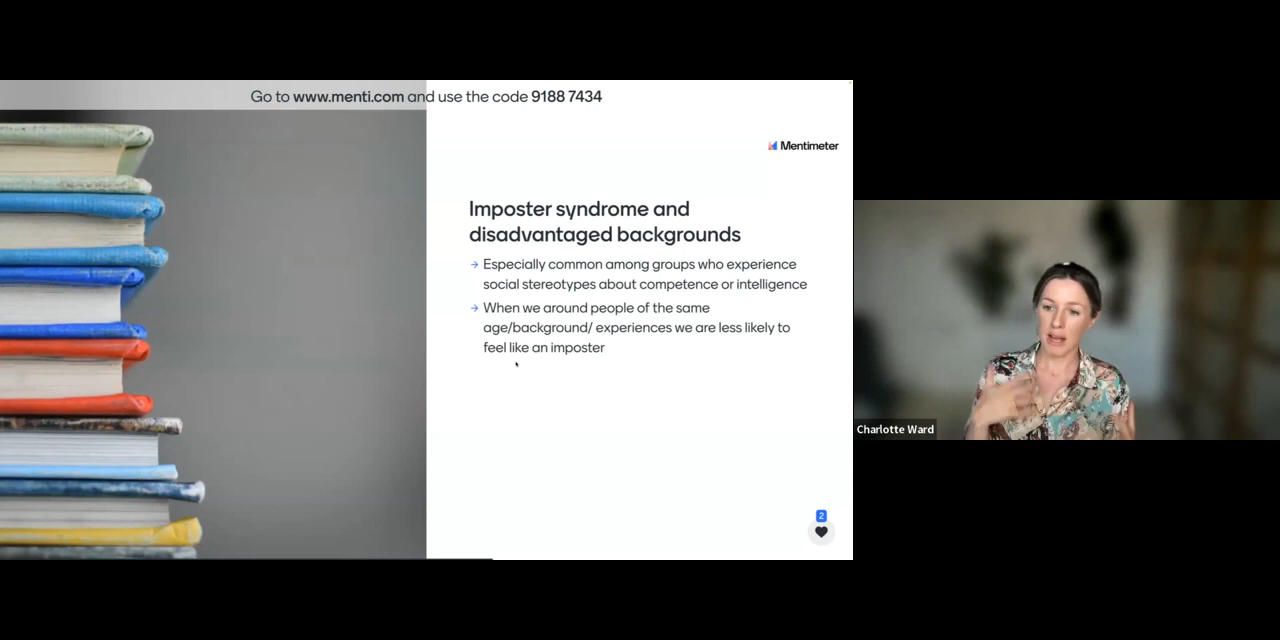 Go to www.menti.com and use the code 9188 7434
Mentimeter
Imposter syndrome and
disadvantaged backgrounds
→ Especially common among groups who experience
social stereotypes about competence or intelligence
→ When we around people of the same
age/background/ experiences we are less likely to
feel like an imposter
2
Charlotte Ward